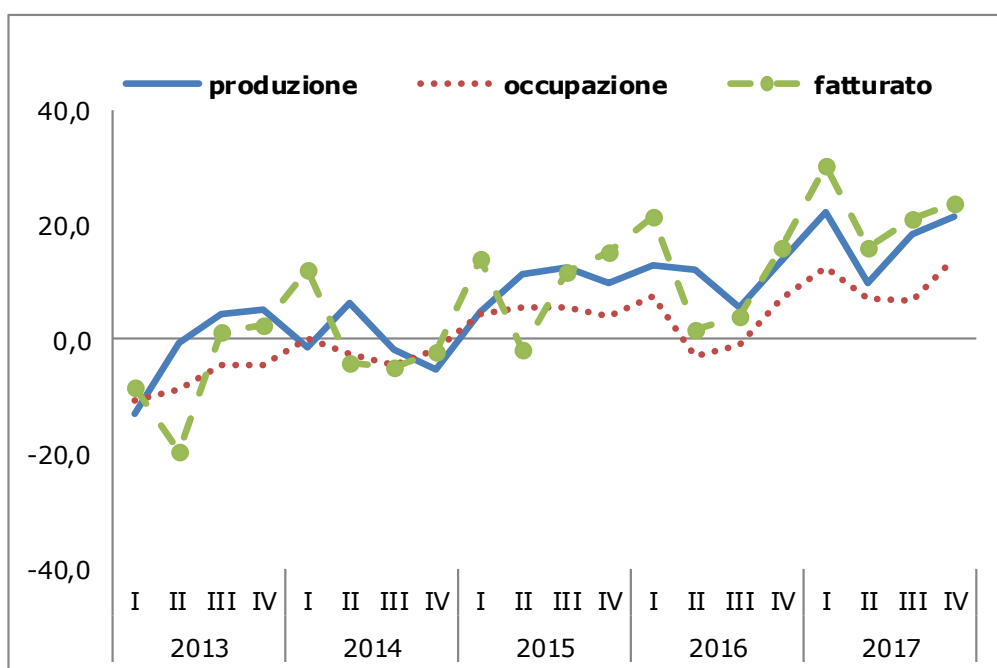 produzione occupazione fatturato
40,0
20,0
0,0
-20,0
-40,0
I II III IV I II III IV I II III IV I II III IV I II III IV
2013 2014 2015 2016 2017